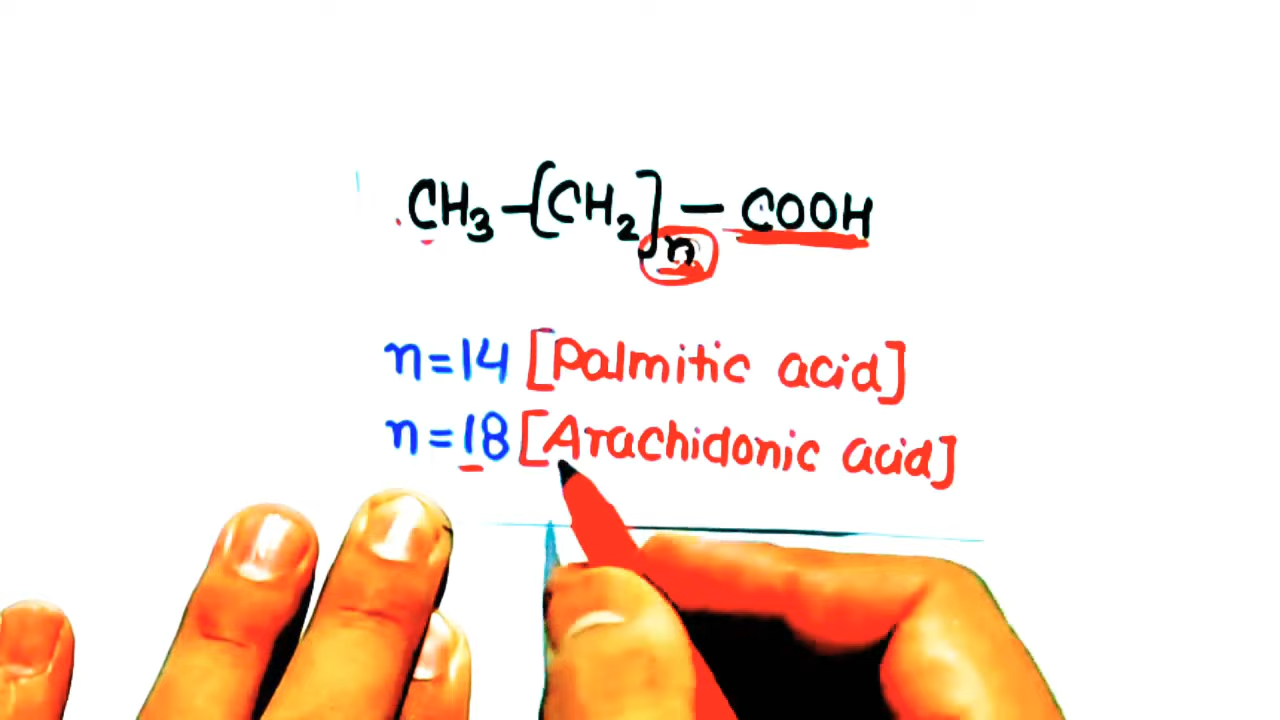 CH3-[CH2]n-COOH
n=14 [Palmitic acid]
n=18 [Arachidonic acid]